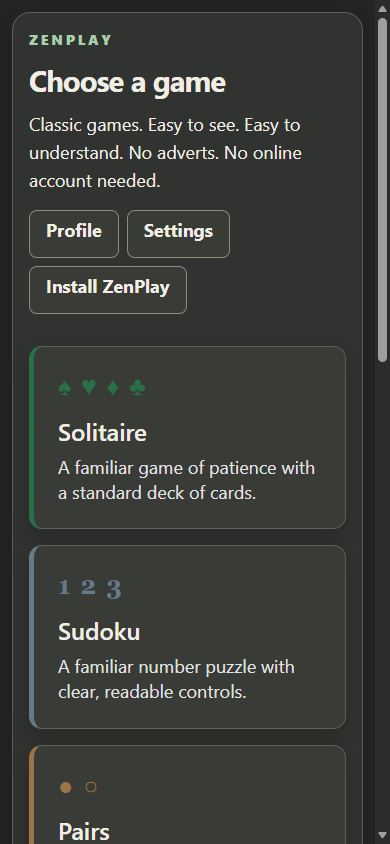 ZENPLAY
Choose a game
Classic games. Easy to see. Easy to
understand. No adverts. No online
account needed.
Profile
Settings
Install ZenPlay
♠ ♥ ♦ ♣
Solitaire
A familiar game of patience with
a standard deck of cards.
1 2 3
Sudoku
A familiar number puzzle with
clear, readable controls.
● ○
Pairs